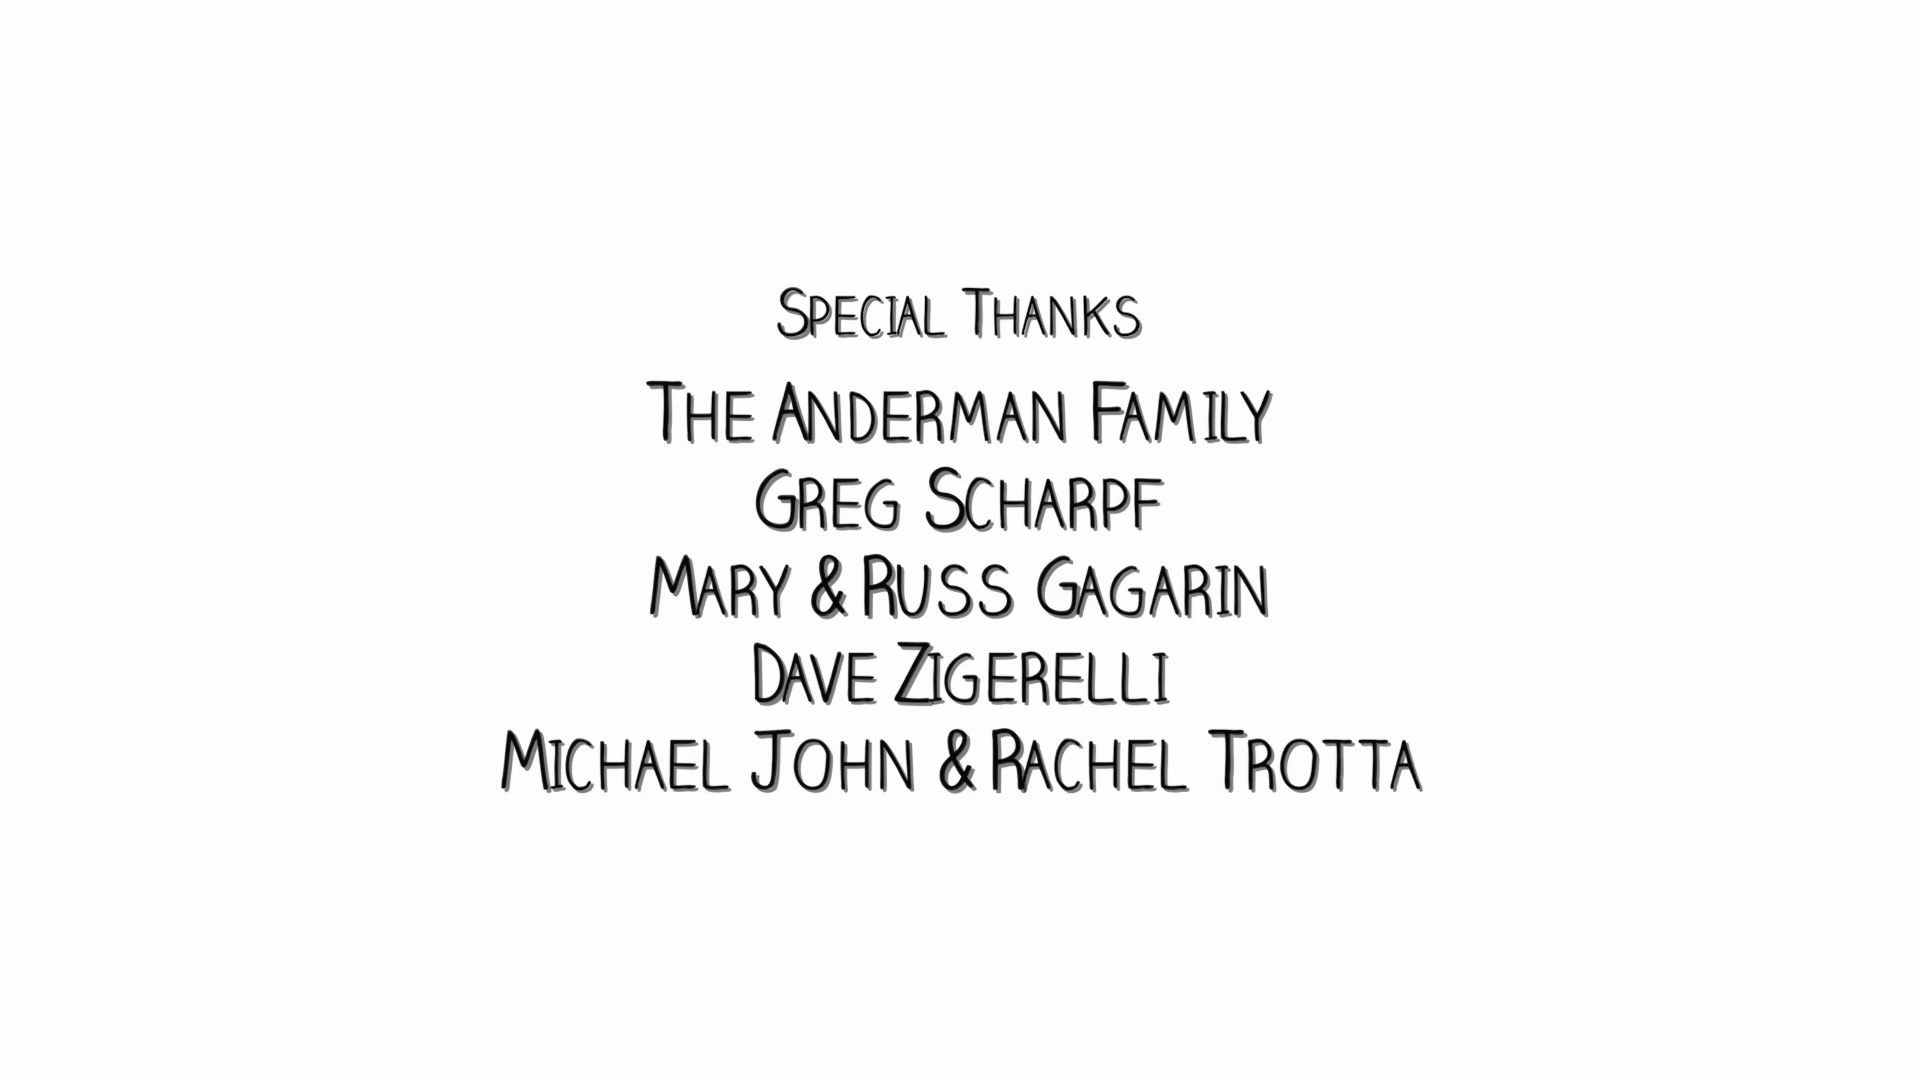 Special Thanks
The Anderman Family
Greg Scharpf
Mary & Russ Gagarin
Dave Zigerelli
Michael John & Rachel Trotta